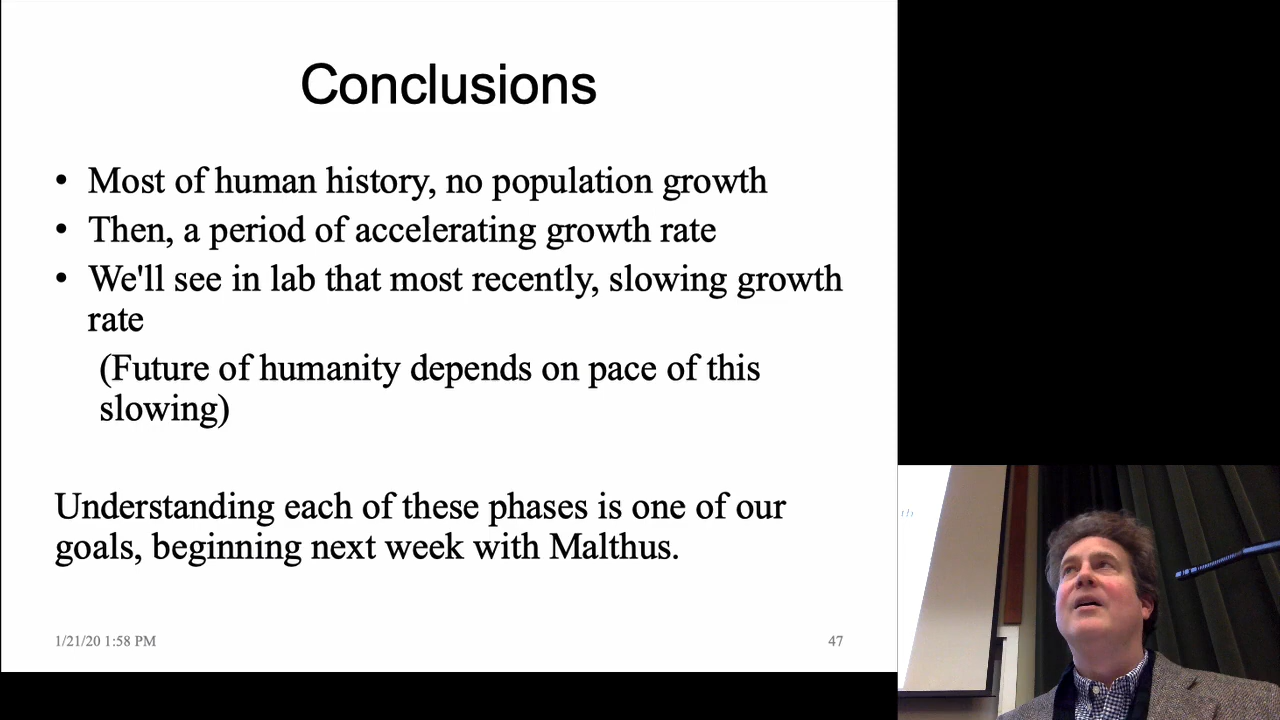 Conclusions
• Most of human history, no population growth
• Then, a period of accelerating growth rate
• We'll see in lab that most recently, slowing growth
rate
(Future of humanity depends on pace of this
slowing)
Understanding each of these phases is one of our
goals, beginning next week with Malthus.
1/21/20 1:58 PM
47